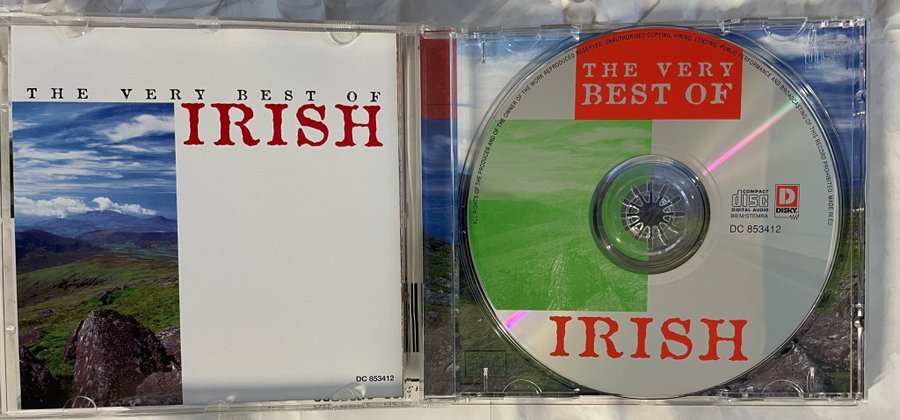 THE VERY BEST OF
IRISH
DC 853412
THE VERY
BEST OF
ALL RIGHTS OF THE PRODUCER AND OF THE OWNER OF THE WORK REPRODUCED RESERVED. UNAUTHORISED COPYING, HIRING, LENDING, PUBLIC PERFORMANCE AND BROADCASTING OF THIS RECORD PROHIBITED. MADE IN EU
COMPACT
disc
DIGITAL AUDIO
BIEM/STEMRA
D
DISKY
DC 853412
IRISH